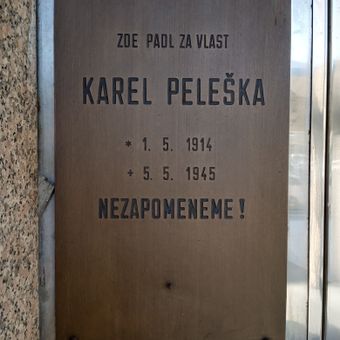 ZDE PADL ZA VLAST
KAREL PELEŠKA
* 1. 5. 1914
+ 5. 5. 1945
NEZAPOMENEME!